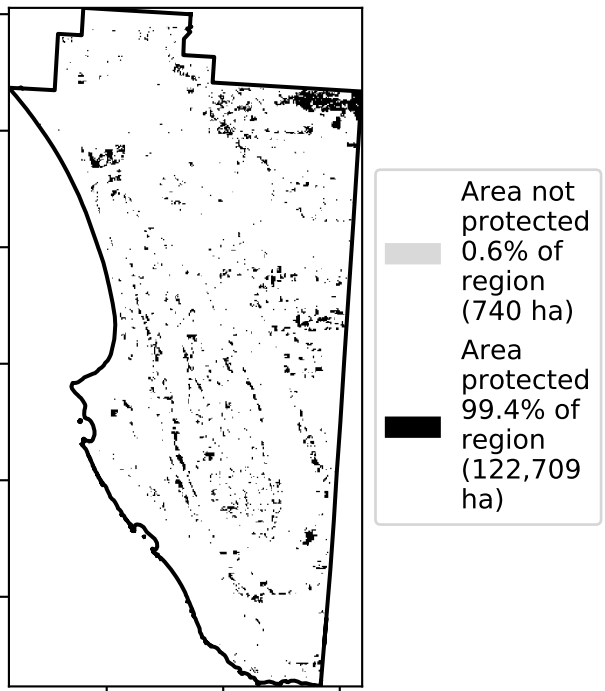 Area not
protected
0.6% of
region
(740 ha)
Area
protected
99.4% of
region
(122,709
ha)